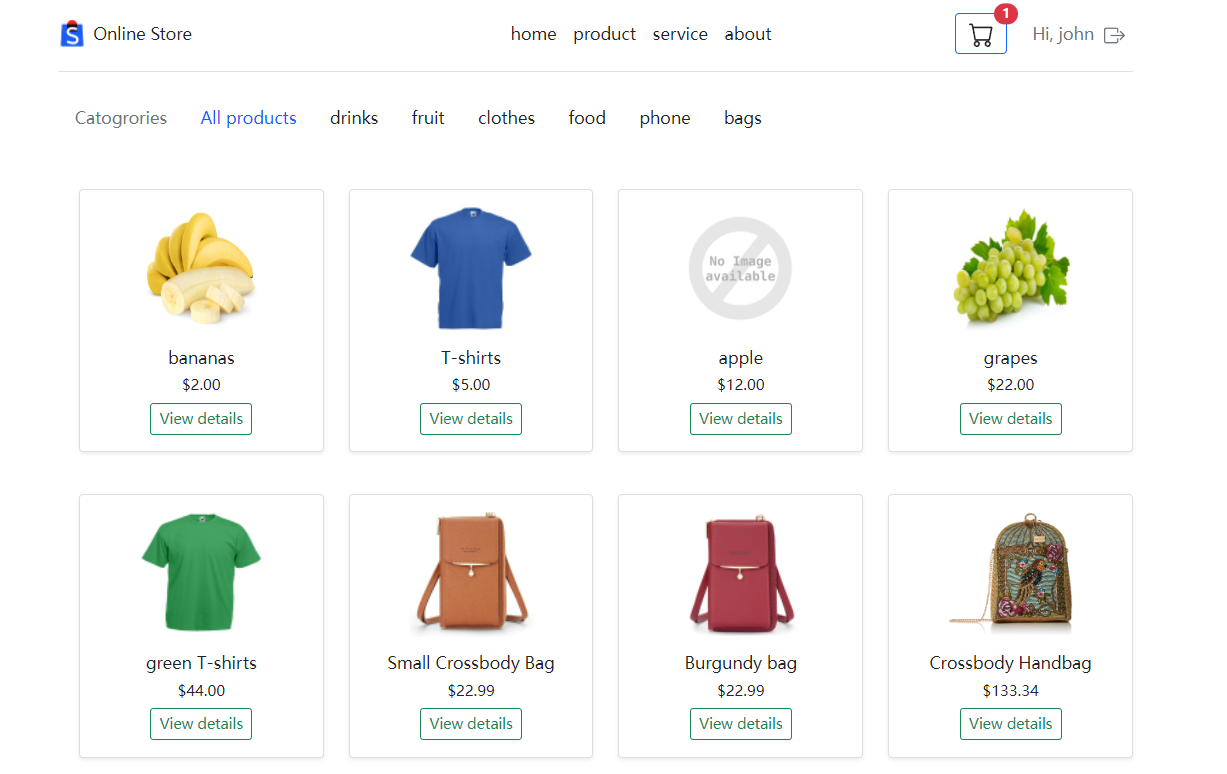 S Online Store home product service about 1 Hi, john
Catogrories All products drinks fruit clothes food phone bags
No Image
available
bananas T-shirts apple grapes
$2.00 $5.00 $12.00 $22.00
View details View details View details View details
green T-shirts Small Crossbody Bag Burgundy bag Crossbody Handbag
$44.00 $22.99 $22.99 $133.34
View details View details View details View details